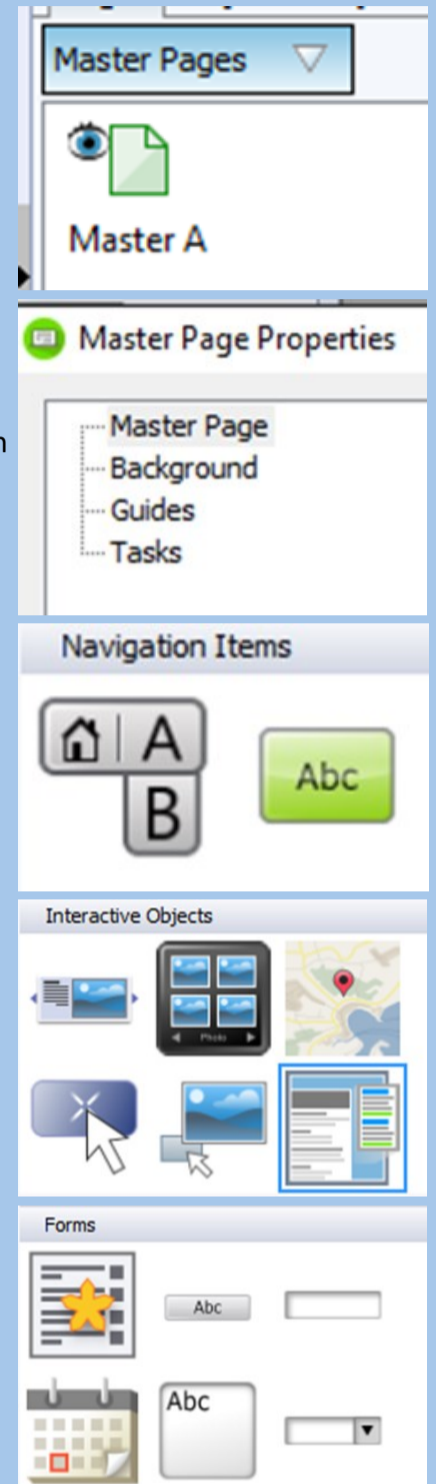 Master Pages
Master A
Master Page Properties
Master Page
Background
Guides
Tasks
Navigation Items
A
B
Abc
Interactive Objects
Photo
Forms
Abc
Abc